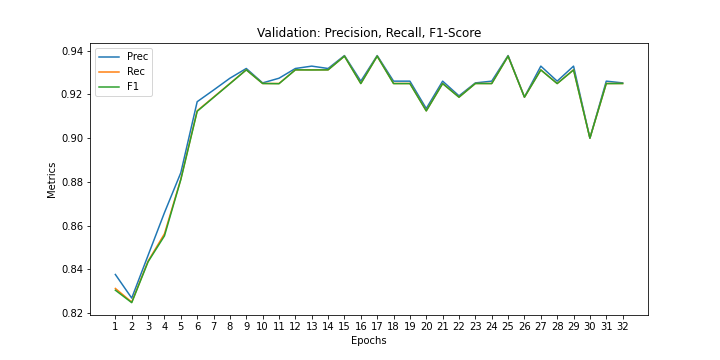 Validation: Precision, Recall, F1-Score
Prec
Rec
F1
0.94
0.92
0.90
0.88
0.86
0.84
0.82
Metrics
1 2 3 4 5 6 7 8 9 10 11 12 13 14 15 16 17 18 19 20 21 22 23 24 25 26 27 28 29 30 31 32
Epochs